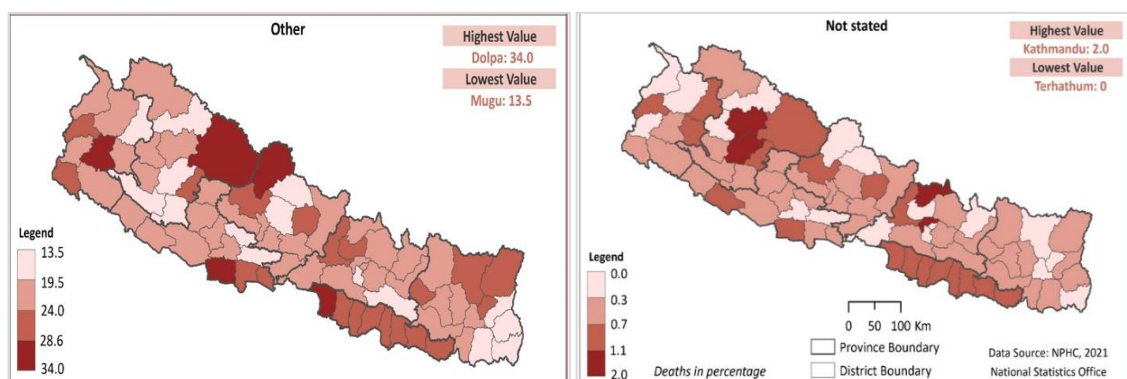 Other
Highest Value
Dolpa: 34.0
Lowest Value
Mugu: 13.5
Legend
13.5
19.5
24.0
28.6
34.0
Not stated
Highest Value
Kathmandu: 2.0
Lowest Value
Terhathum: 0
Legend
0.0
0.3
0.7
1.1
2.0
Deaths in percentage
0 50 100 Km
Province Boundary
District Boundary
Data Source: NPHC, 2021
National Statistics Office